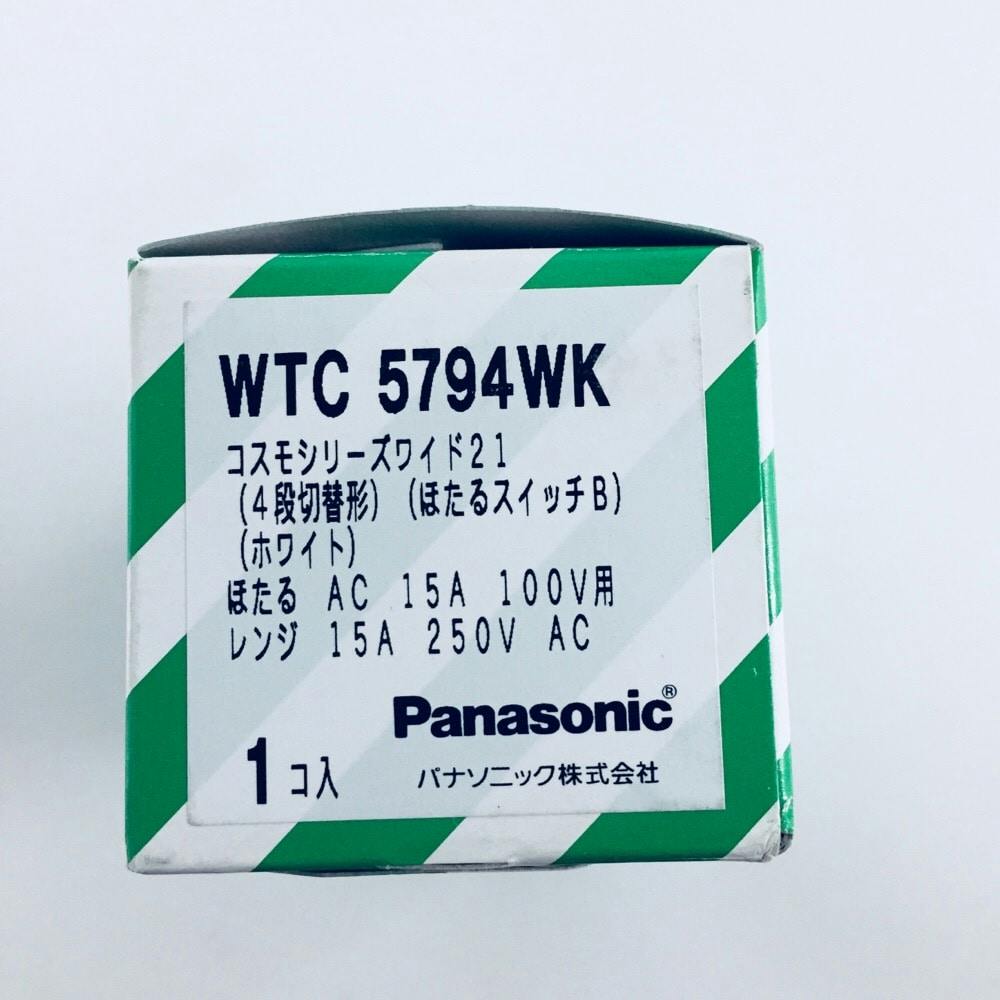 WTC 5794WK
コスモシリーズワイド21
(4段切替形) (ほたるスイッチB)
(ホワイト)
ほたる AC 15A 100V用
レンジ 15A 250V AC
Panasonic®
1コ入 パナソニック株式会社